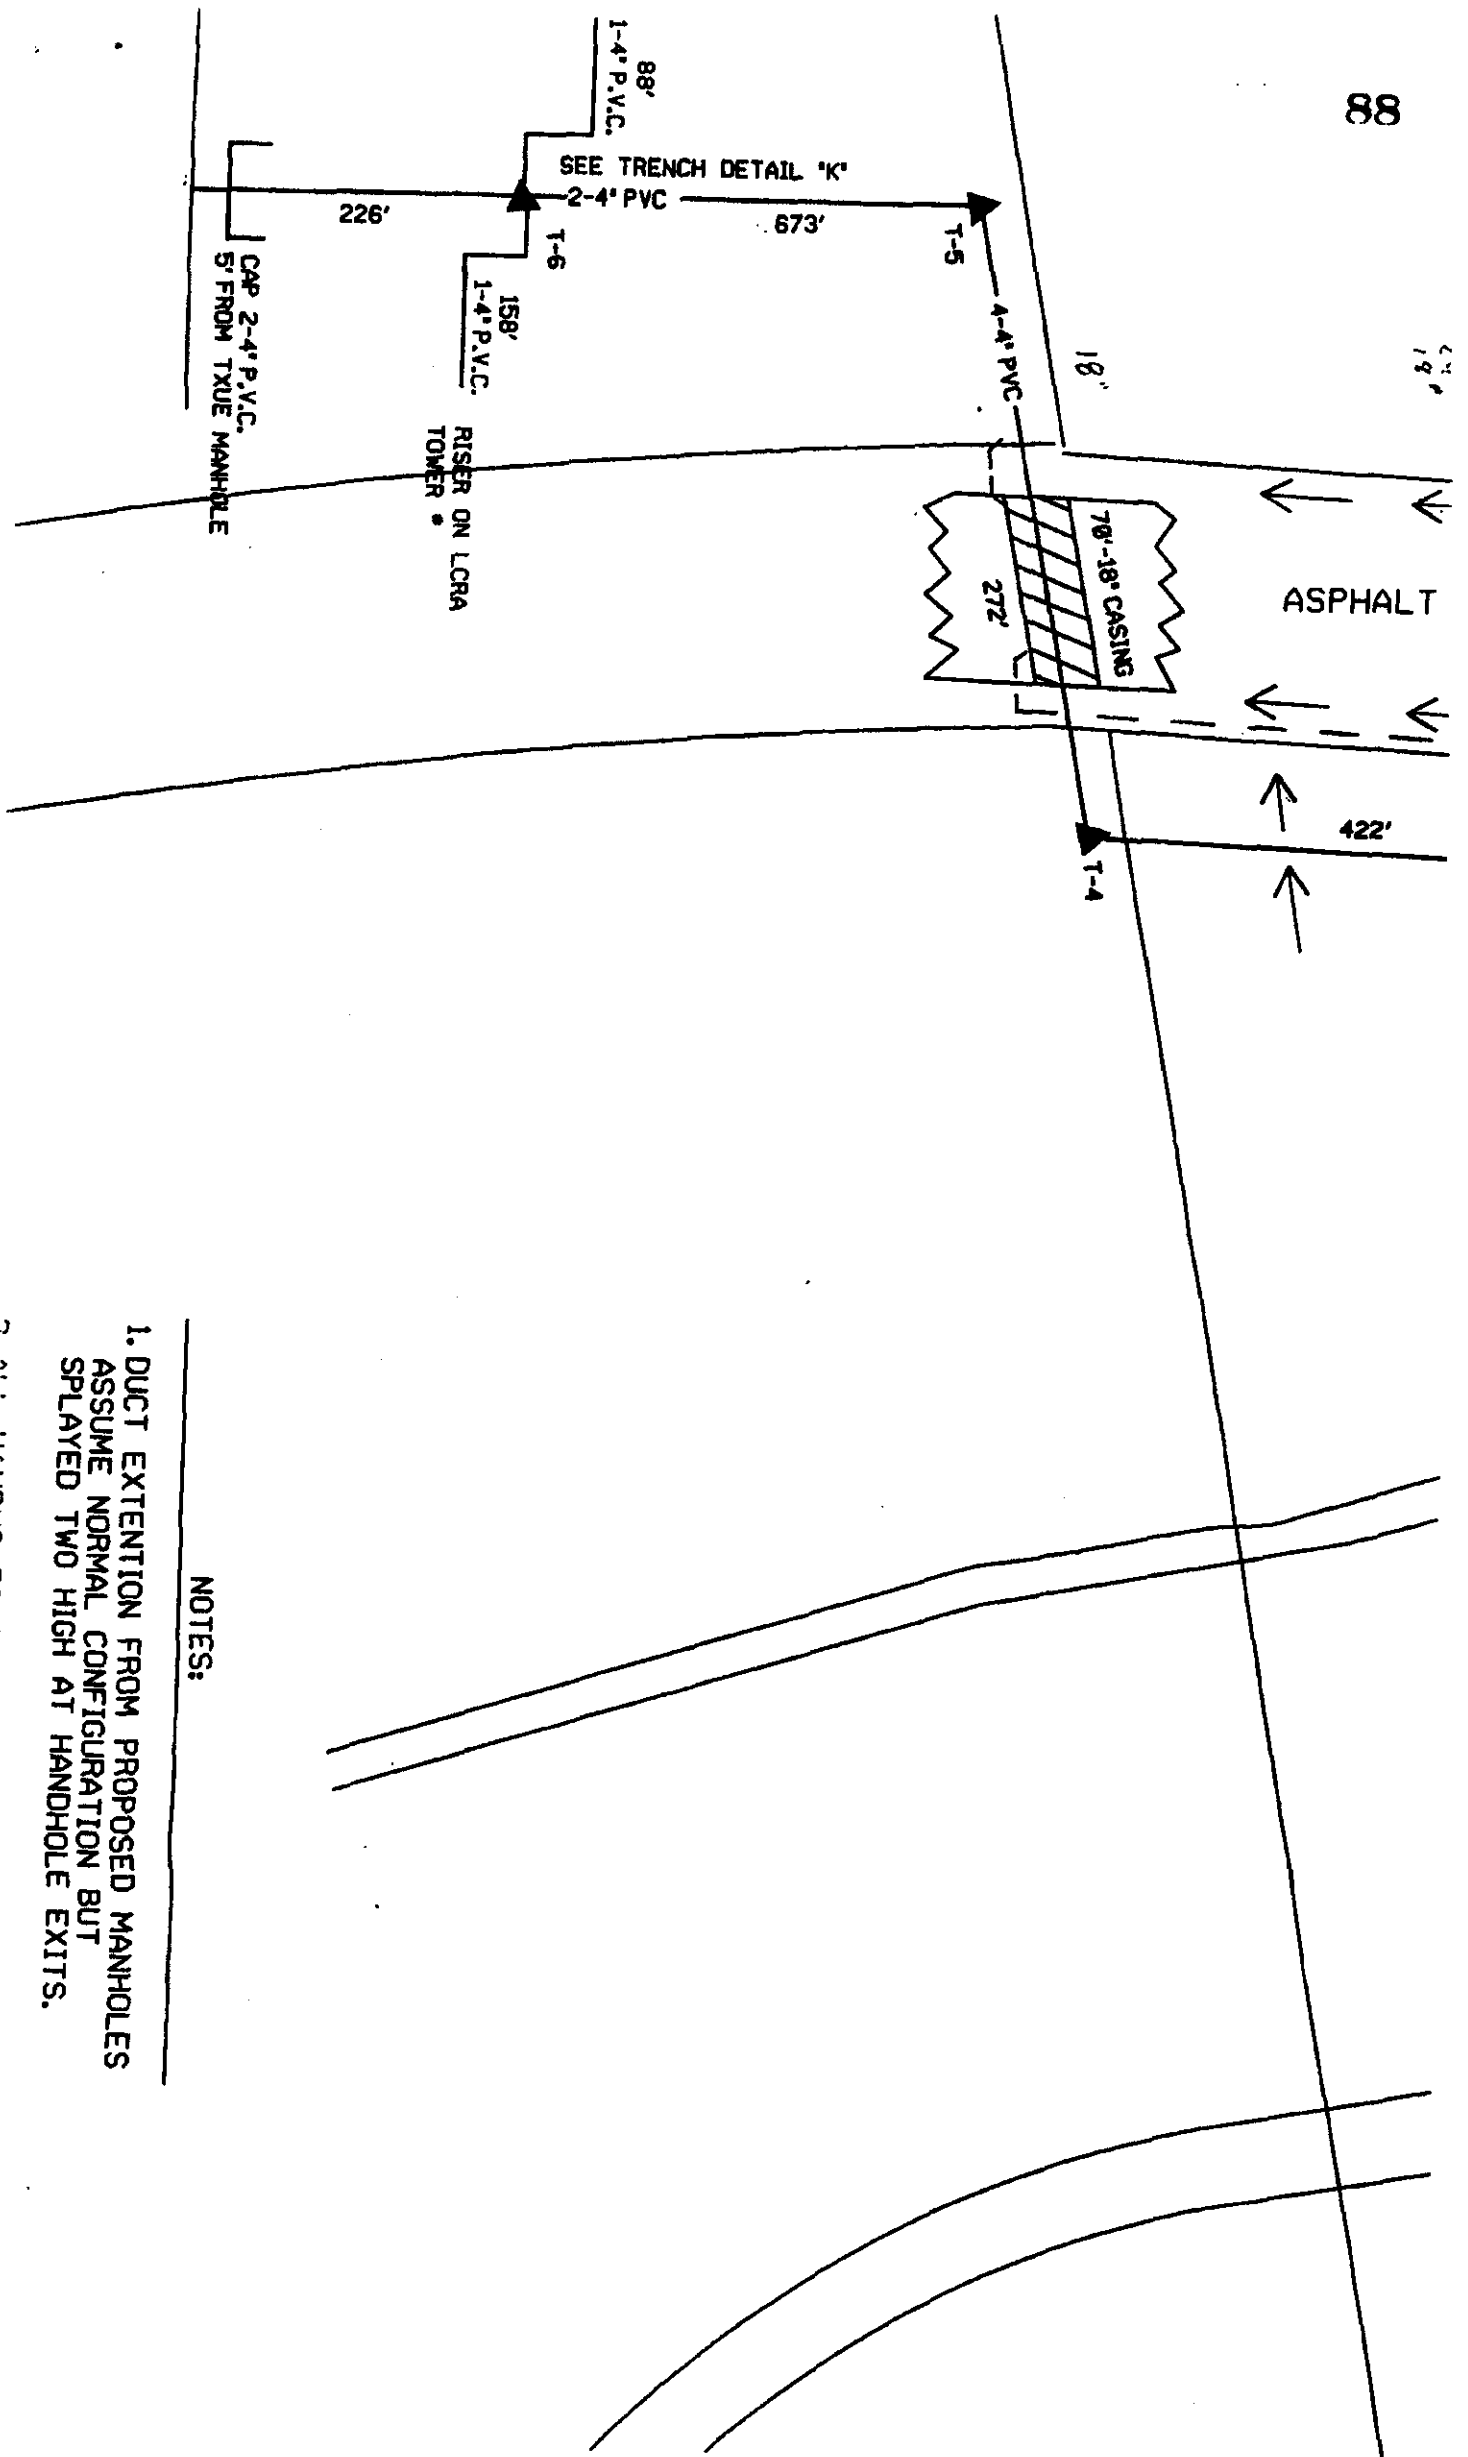 88
88'
1-4" P.V.C.
SEE TRENCH DETAIL "K"
2-4" PVC
226'
673'
T-5
T-6
4-4" PVC
18"
158'
1-4" P.V.C.
CAP 2-4" P.V.C.
5' FROM TXUE MANHOLE
RISER ON LCRA
TOWER #
70'-18" CASING
272'
ASPHALT
422'
T-4
NOTES:
1. DUCT EXTENTION FROM PROPOSED MANHOLES
ASSUME NORMAL CONFIGURATION BUT
SPLAYED TWO HIGH AT HANDHOLE EXITS.